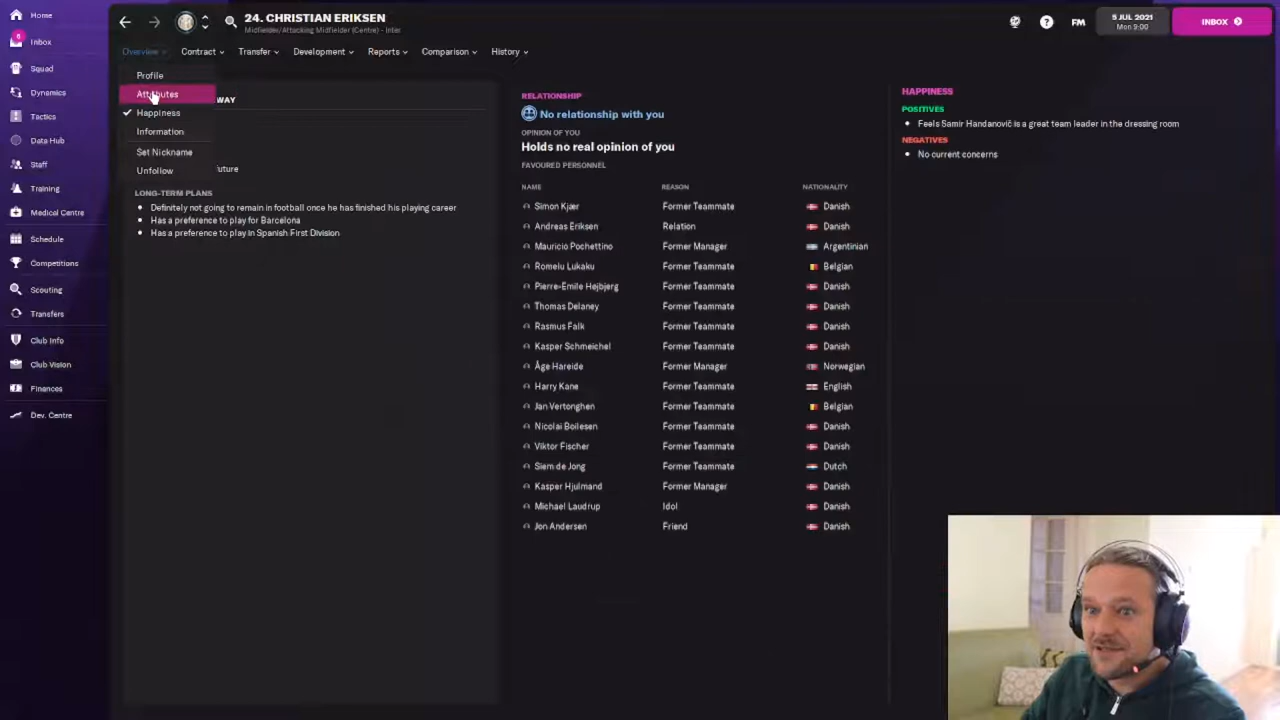 Home
6
Inbox
Squad
Dynamics
Tactics
Data Hub
Staff
Training
Medical Centre
Schedule
Competitions
Scouting
Transfers
Club Info
Club Vision
Finances
Dev. Centre
24. CHRISTIAN ERIKSEN
Midfielder/Attacking Midfielder (Centre) - Inter
FM
5 JUL 2021
Mon 9:00
INBOX
Overview Contract Transfer Development Reports Comparison History
Profile
Attributes
Happiness
Information
Set Nickname
Unfollow
WAY
future
LONG-TERM PLANS
Definitely not going to remain in football once he has finished his playing career
Has a preference to play for Barcelona
Has a preference to play in Spanish First Division
RELATIONSHIP
No relationship with you
OPINION OF YOU
Holds no real opinion of you
FAVOURED PERSONNEL
NAME REASON NATIONALITY
Simon Kjær Former Teammate Danish
Andreas Eriksen Relation Danish
Mauricio Pochettino Former Manager Argentinian
Romelu Lukaku Former Teammate Belgian
Pierre-Emile Højbjerg Former Teammate Danish
Thomas Delaney Former Teammate Danish
Rasmus Falk Former Teammate Danish
Kasper Schmeichel Former Teammate Danish
Åge Hareide Former Manager Norwegian
Harry Kane Former Teammate English
Jan Vertonghen Former Teammate Belgian
Nicolai Boilesen Former Teammate Danish
Viktor Fischer Former Teammate Danish
Siem de Jong Former Teammate Dutch
Kasper Hjulmand Former Manager Danish
Michael Laudrup Idol Danish
Jon Andersen Friend Danish
HAPPINESS
POSITIVES
Feels Samir Handanovič is a great team leader in the dressing room
NEGATIVES
No current concerns